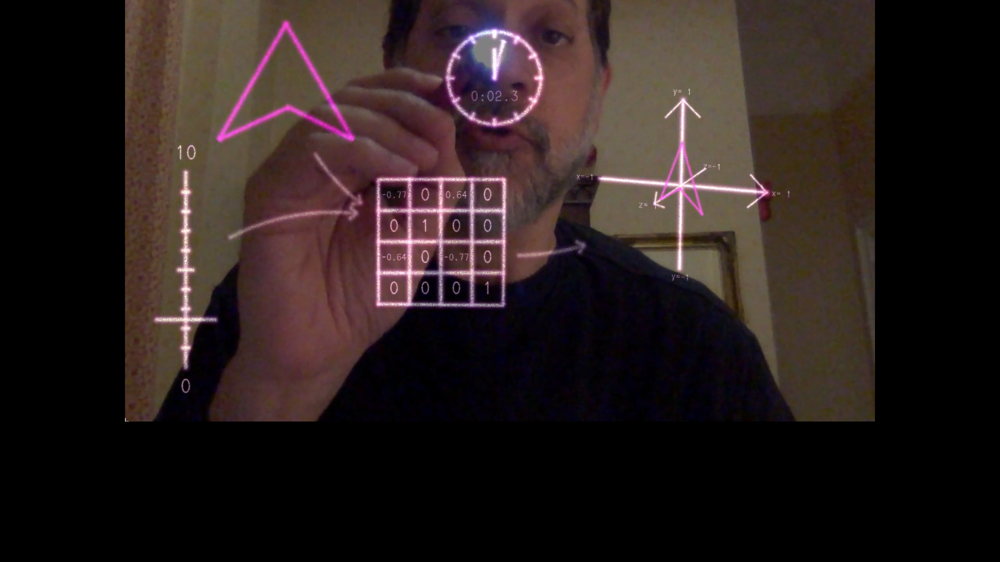 0:02.3
y= 1
10
z=-1
x=-1
x= 1
-0.77 0 0.64 0
z=
0 1 0 0
-0.64 0 -0.77 0
y=-1
0 0 0 1
0